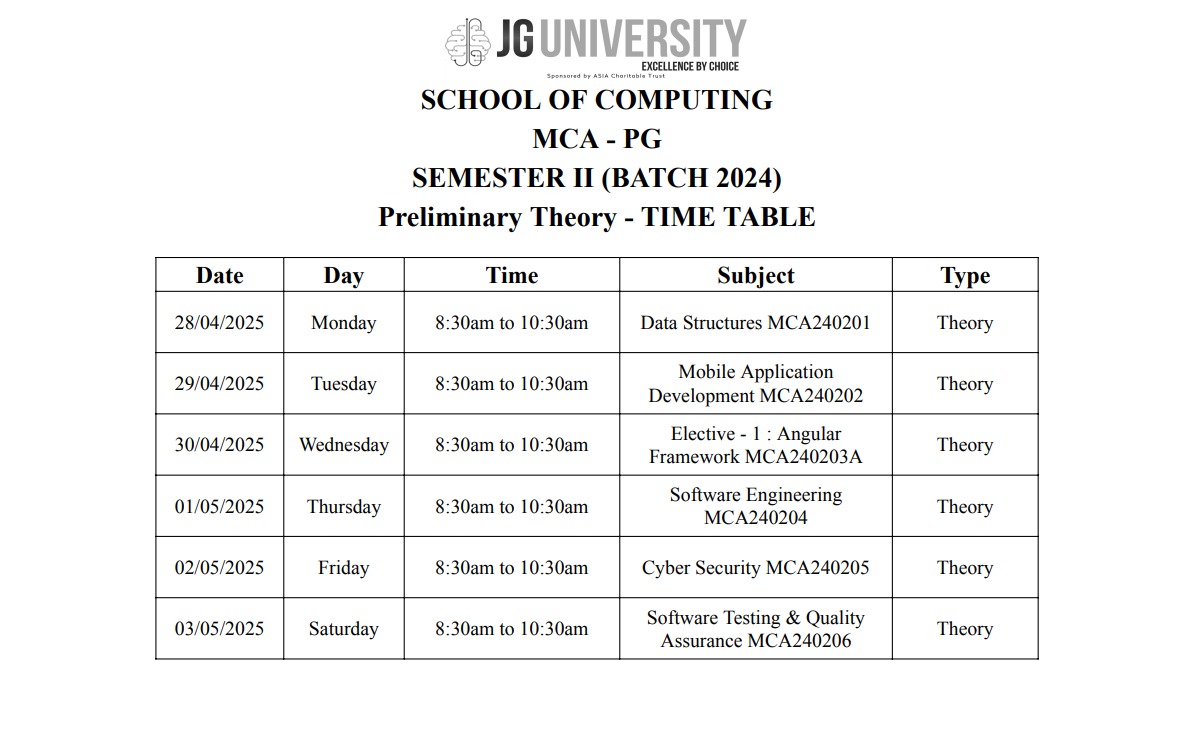 JG UNIVERSITY
EXCELLENCE BY CHOICE
Sponsored by ASIA Charitable Trust
SCHOOL OF COMPUTING
MCA - PG
SEMESTER II (BATCH 2024)
Preliminary Theory - TIME TABLE
Date Day Time Subject Type
28/04/2025 Monday 8:30am to 10:30am Data Structures MCA240201 Theory
29/04/2025 Tuesday 8:30am to 10:30am Mobile Application
Development MCA240202 Theory
30/04/2025 Wednesday 8:30am to 10:30am Elective - 1 : Angular
Framework MCA240203A Theory
01/05/2025 Thursday 8:30am to 10:30am Software Engineering
MCA240204 Theory
02/05/2025 Friday 8:30am to 10:30am Cyber Security MCA240205 Theory
03/05/2025 Saturday 8:30am to 10:30am Software Testing & Quality
Assurance MCA240206 Theory